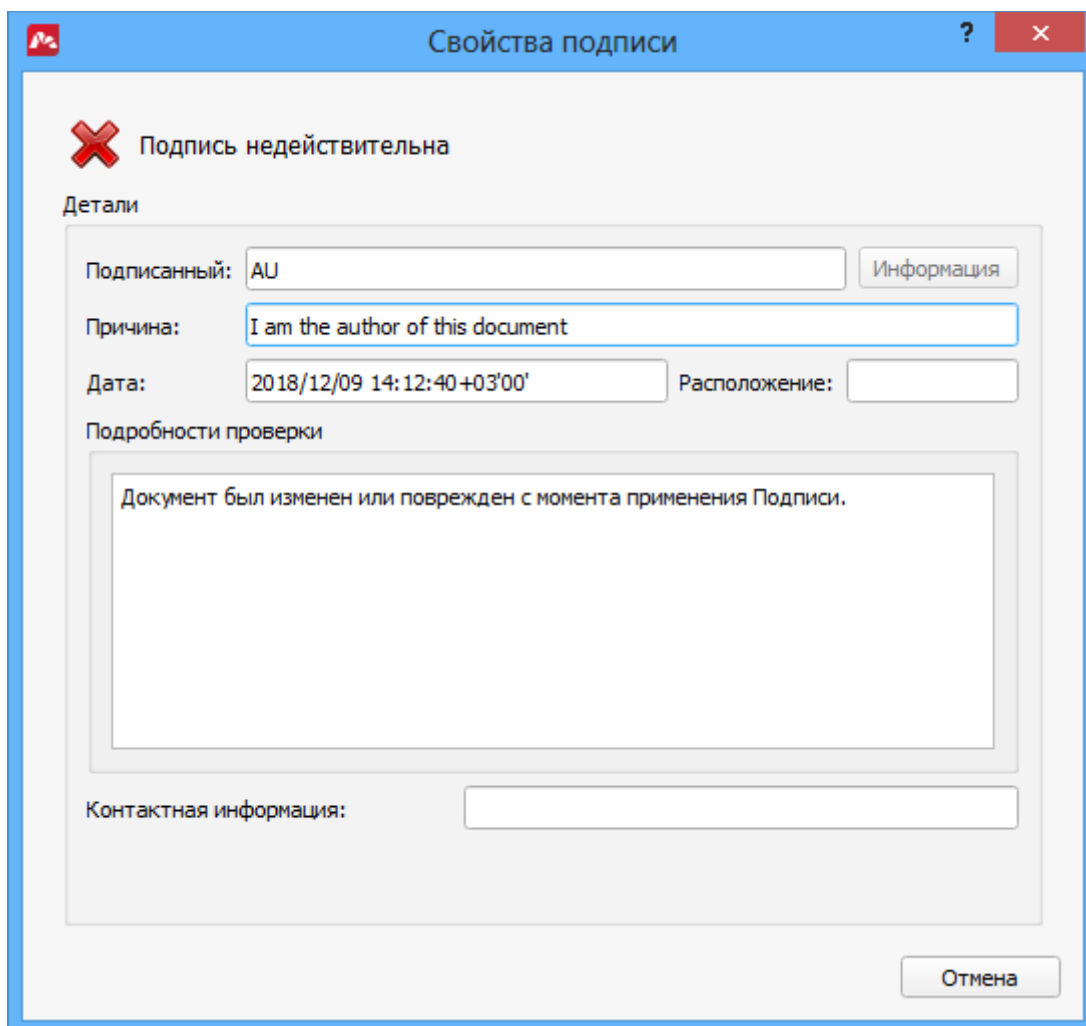 Свойства подписи
?
Подпись недействительна
Детали
Подписанный: AU Информация
Причина: I am the author of this document
Дата: 2018/12/09 14:12:40+03'00' Расположение:
Подробности проверки
Документ был изменен или поврежден с момента применения Подписи.
Контактная информация:
Отмена